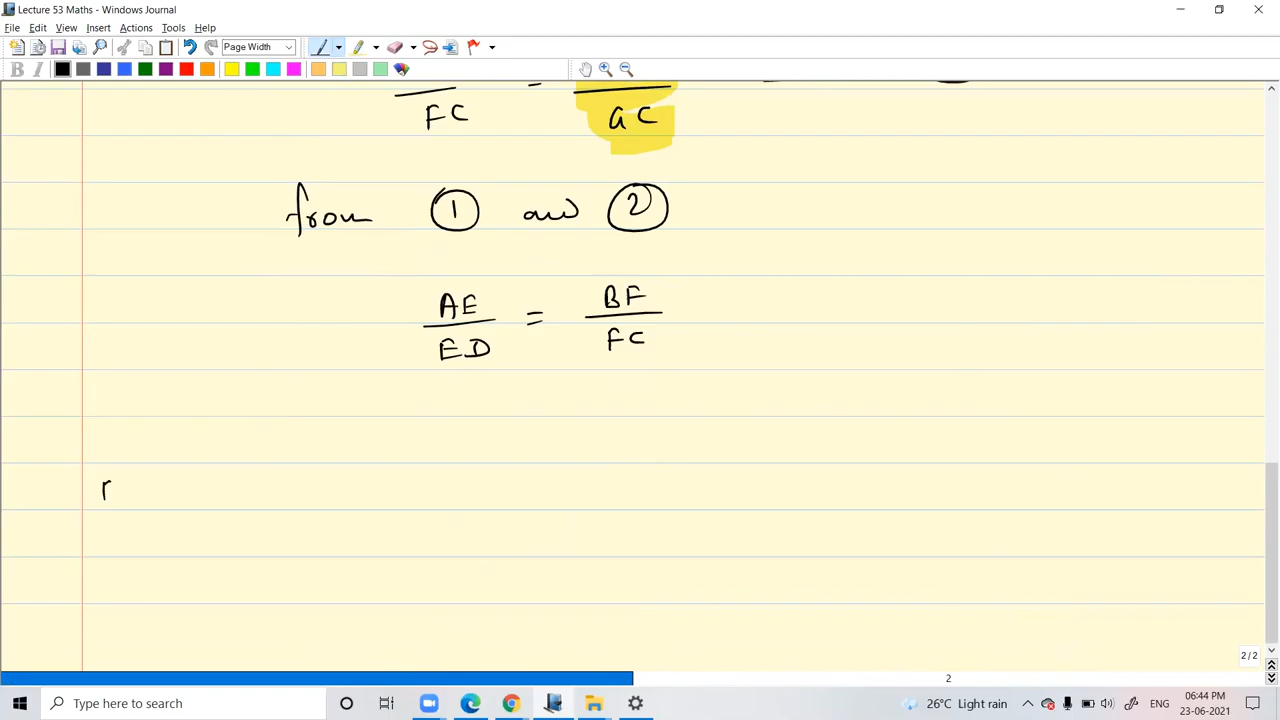 Lecture 53 Maths - Windows Journal
File Edit View Insert Actions Tools Help
Page Width
B I
FC = GC
from ① and ②
AE/ED = BF/FC
2/2
2
Type here to search
26°C Light rain
ENG
06:44 PM
23-06-2021